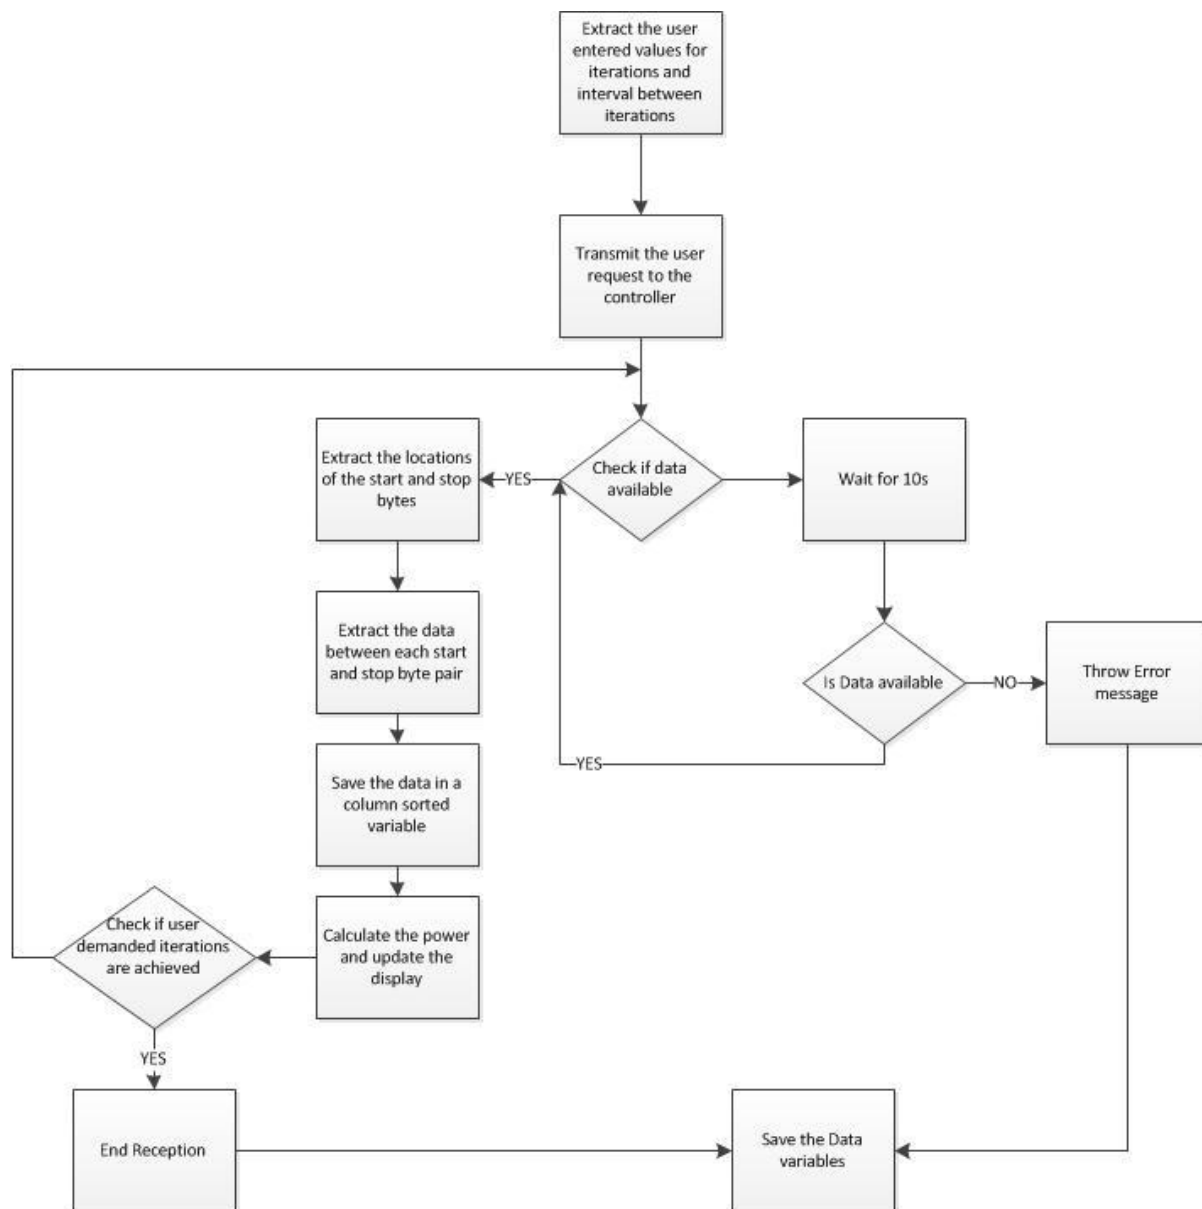 Extract the user
entered values for
iterations and
interval between
iterations
Transmit the user
request to the
controller
Extract the locations
of the start and stop
bytes
YES
Check if data
available
Wait for 10s
Extract the data
between each start
and stop byte pair
Is Data available
NO
Throw Error
message
YES
Save the data in a
column sorted
variable
Check if user
demanded iterations
are achieved
Calculate the power
and update the
display
YES
End Reception
Save the Data
variables